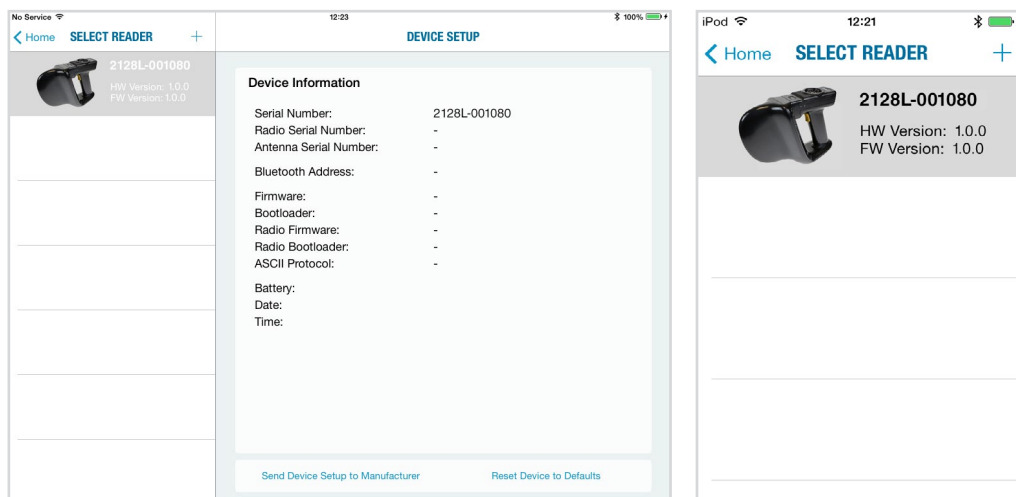 No Service 12:23 100%
Home SELECT READER + DEVICE SETUP
2128L-001080
HW Version: 1.0.0
FW Version: 1.0.0
Device Information
Serial Number: 2128L-001080
Radio Serial Number: -
Antenna Serial Number: -
Bluetooth Address: -
Firmware: -
Bootloader: -
Radio Firmware: -
Radio Bootloader: -
ASCII Protocol: -
Battery:
Date:
Time:
Send Device Setup to Manufacturer Reset Device to Defaults
iPod 12:21
Home SELECT READER +
2128L-001080
HW Version: 1.0.0
FW Version: 1.0.0